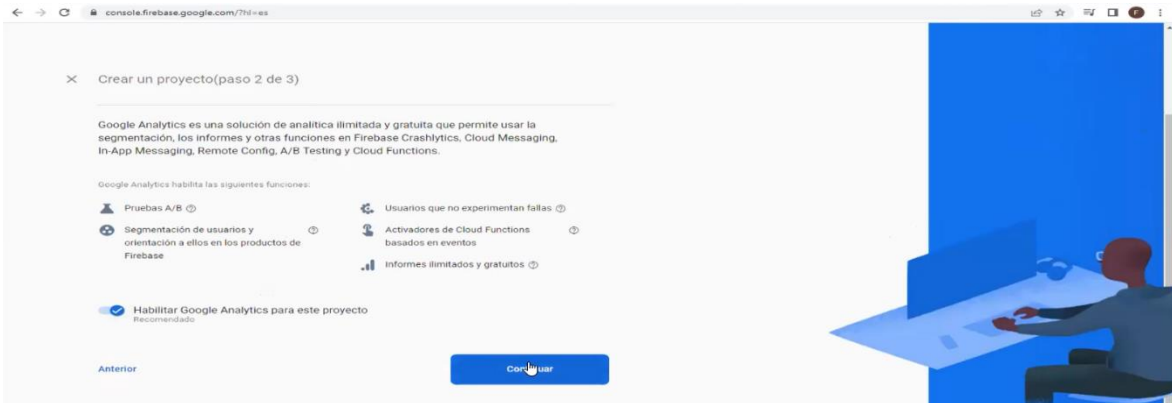 console.firebase.google.com/?hl=es
F
Crear un proyecto(paso 2 de 3)
Google Analytics es una solución de analítica ilimitada y gratuita que permite usar la
segmentación, los informes y otras funciones en Firebase Crashlytics, Cloud Messaging,
In-App Messaging, Remote Config, A/B Testing y Cloud Functions.
Google Analytics habilita las siguientes funciones:
Pruebas A/B
Segmentación de usuarios y
orientación a ellos en los productos de
Firebase
Usuarios que no experimentan fallas
Activadores de Cloud Functions
basados en eventos
Informes ilimitados y gratuitos
Habilitar Google Analytics para este proyecto
Recomendado
Anterior
Continuar